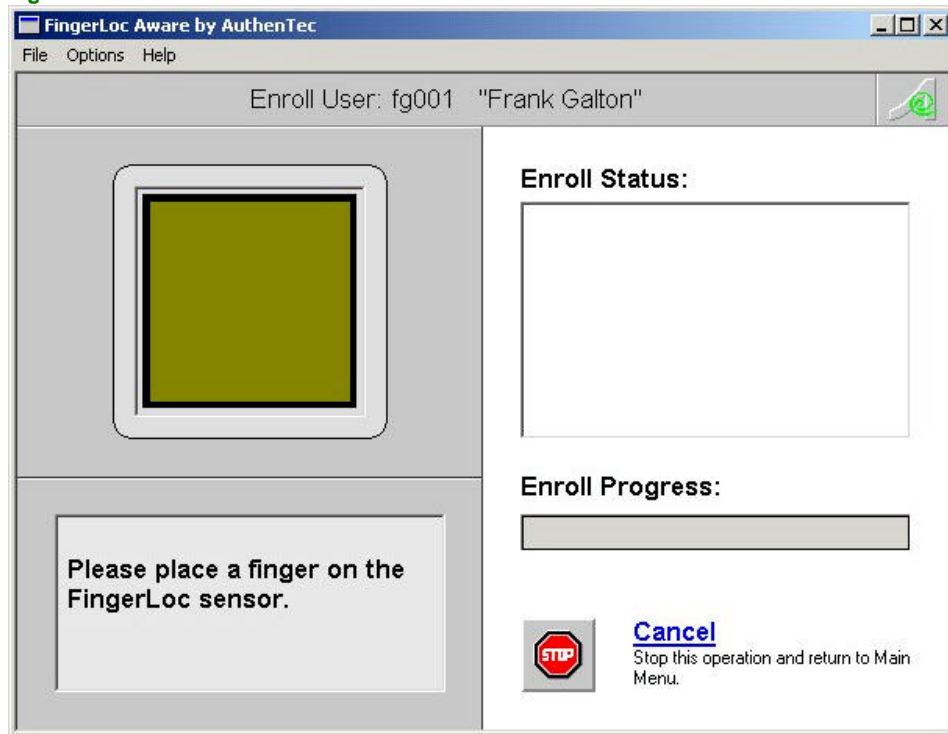 FingerLoc Aware by AuthenTec
File Options Help
Enroll User: fg001 "Frank Galton"
Enroll Status:
Enroll Progress:
Please place a finger on the
FingerLoc sensor.
STOP
Cancel
Stop this operation and return to Main
Menu.